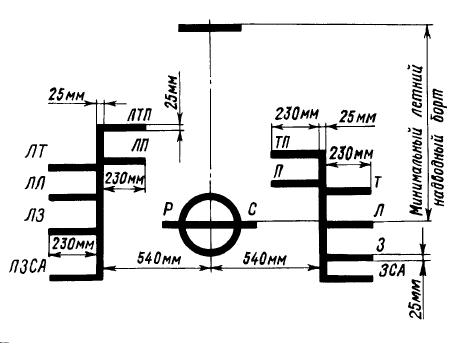 25мм
ЛТП
25мм
ЛТ
ЛП
ЛЛ
230мм
ЛЗ
230мм
ЛЗСА
540мм
540мм
Р
С
230мм
25мм
ТП
230мм
П
Т
Л
З
ЗСА
25мм
Минимальный летний
надводный борт